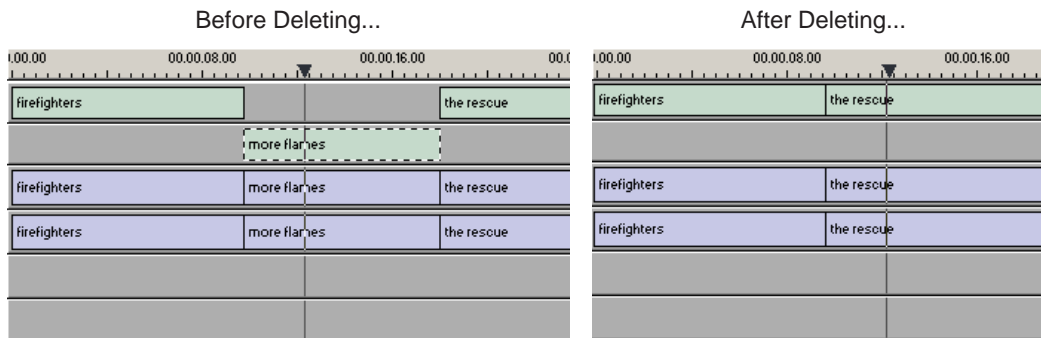 Before Deleting...
After Deleting...
:00.00 00.00.08.00 00.00.16.00 00.0
:00.00 00.00.08.00 00.00.16.00
firefighters the rescue
firefighters the rescue
more flames
firefighters more flames the rescue
firefighters the rescue
firefighters more flames the rescue
firefighters the rescue